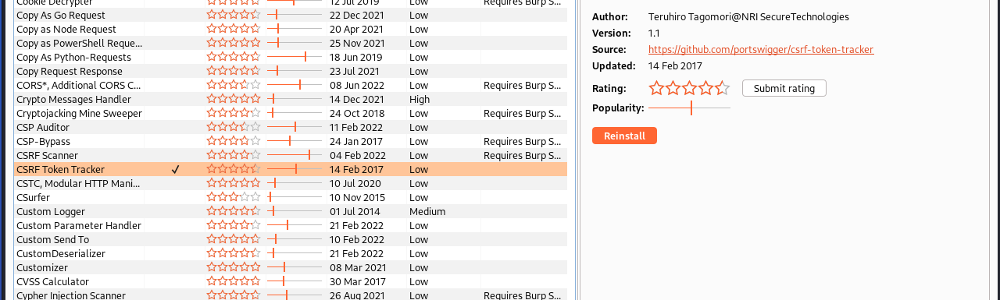 Cookie Decrypter 12 Jul 2019 Low Requires Burp S...
Copy As Go Request 22 Dec 2021 Low
Copy as Node Request 20 Apr 2021 Low
Copy as PowerShell Reque... 25 Nov 2021 Low
Copy As Python-Requests 18 Jun 2019 Low
Copy Request Response 23 Jul 2021 Low
CORS*, Additional CORS C... 08 Jun 2022 Low Requires Burp S...
Crypto Messages Handler 14 Dec 2021 High
Cryptojacking Mine Sweeper 24 Oct 2018 Low Requires Burp S...
CSP Auditor 11 Feb 2022 Low
CSP-Bypass 24 Jan 2017 Low Requires Burp S...
CSRF Scanner 04 Feb 2022 Low Requires Burp S...
CSRF Token Tracker ✓ 14 Feb 2017 Low
CSTC, Modular HTTP Mani... 10 Jul 2020 Low
CSurfer 10 Nov 2015 Low
Custom Logger 01 Jul 2014 Medium
Custom Parameter Handler 21 Feb 2022 Low
Custom Send To 10 Feb 2022 Low
CustomDeserializer 21 Feb 2022 Low
Customizer 08 Mar 2021 Low
CVSS Calculator 30 Mar 2017 Low
Cypher Injection Scanner 26 Aug 2021 Low Requires Burp S...
Author: Teruhiro Tagomori@NRI SecureTechnologies
Version: 1.1
Source: https://github.com/portswigger/csrf-token-tracker
Updated: 14 Feb 2017
Rating: Submit rating
Popularity:
Reinstall